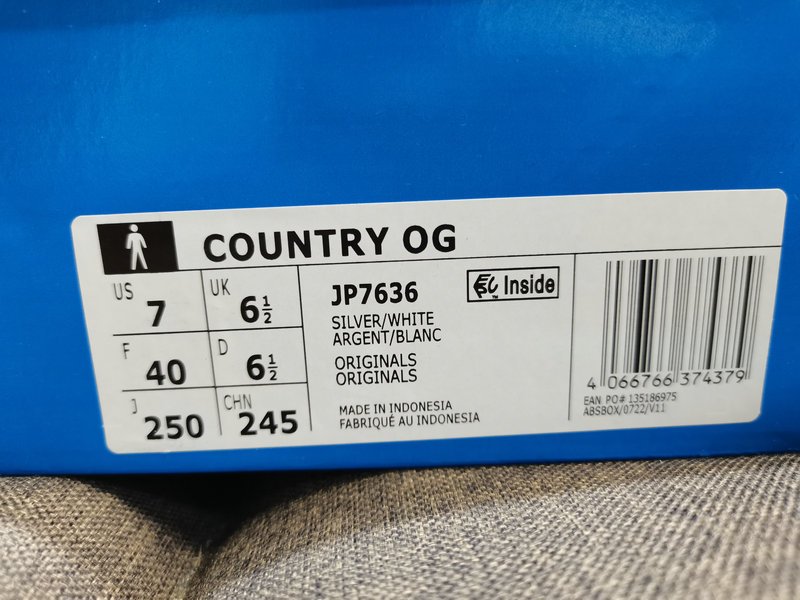 COUNTRY OG
US 7 UK 6½
F 40 D 6½
J 250 CHN 245
JP7636
Inside
™
SILVER/WHITE
ARGENT/BLANC
ORIGINALS
ORIGINALS
MADE IN INDONESIA
FABRIQUÉ AU INDONESIA
4 066766 374379
EAN PO# 135186975
ABSBOX/0722/V11